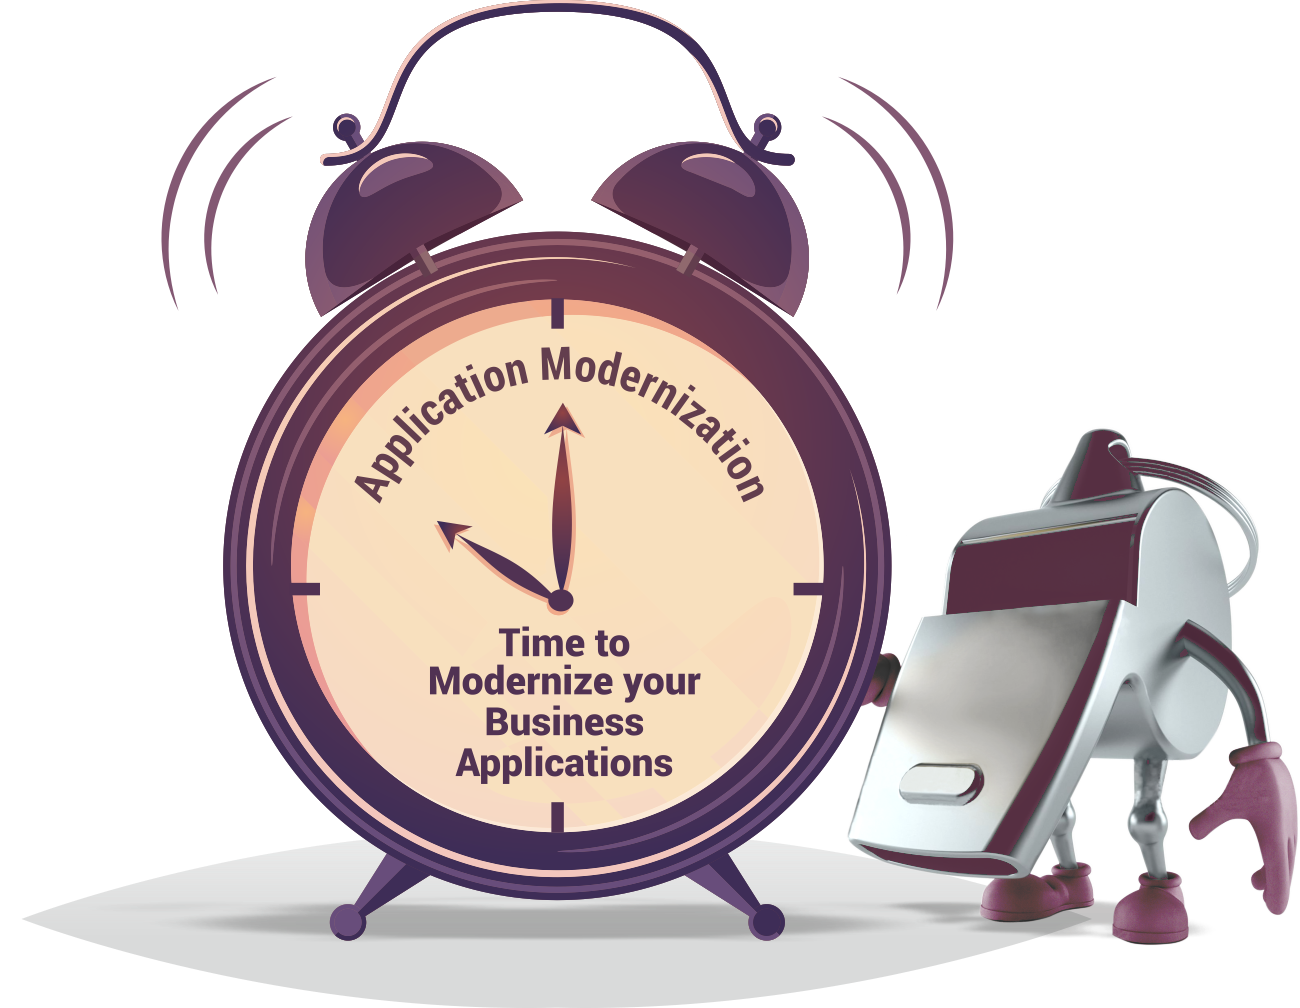 Application Modernization
Time to
Modernize your
Business
Applications